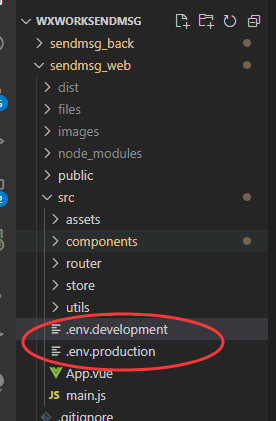 WXWORKSENDMSG
sendmsg_back
sendmsg_web
dist
files
images
node_modules
public
src
assets
components
router
store
utils
.env.development
.env.production
App.vue
main.js
.gitignore